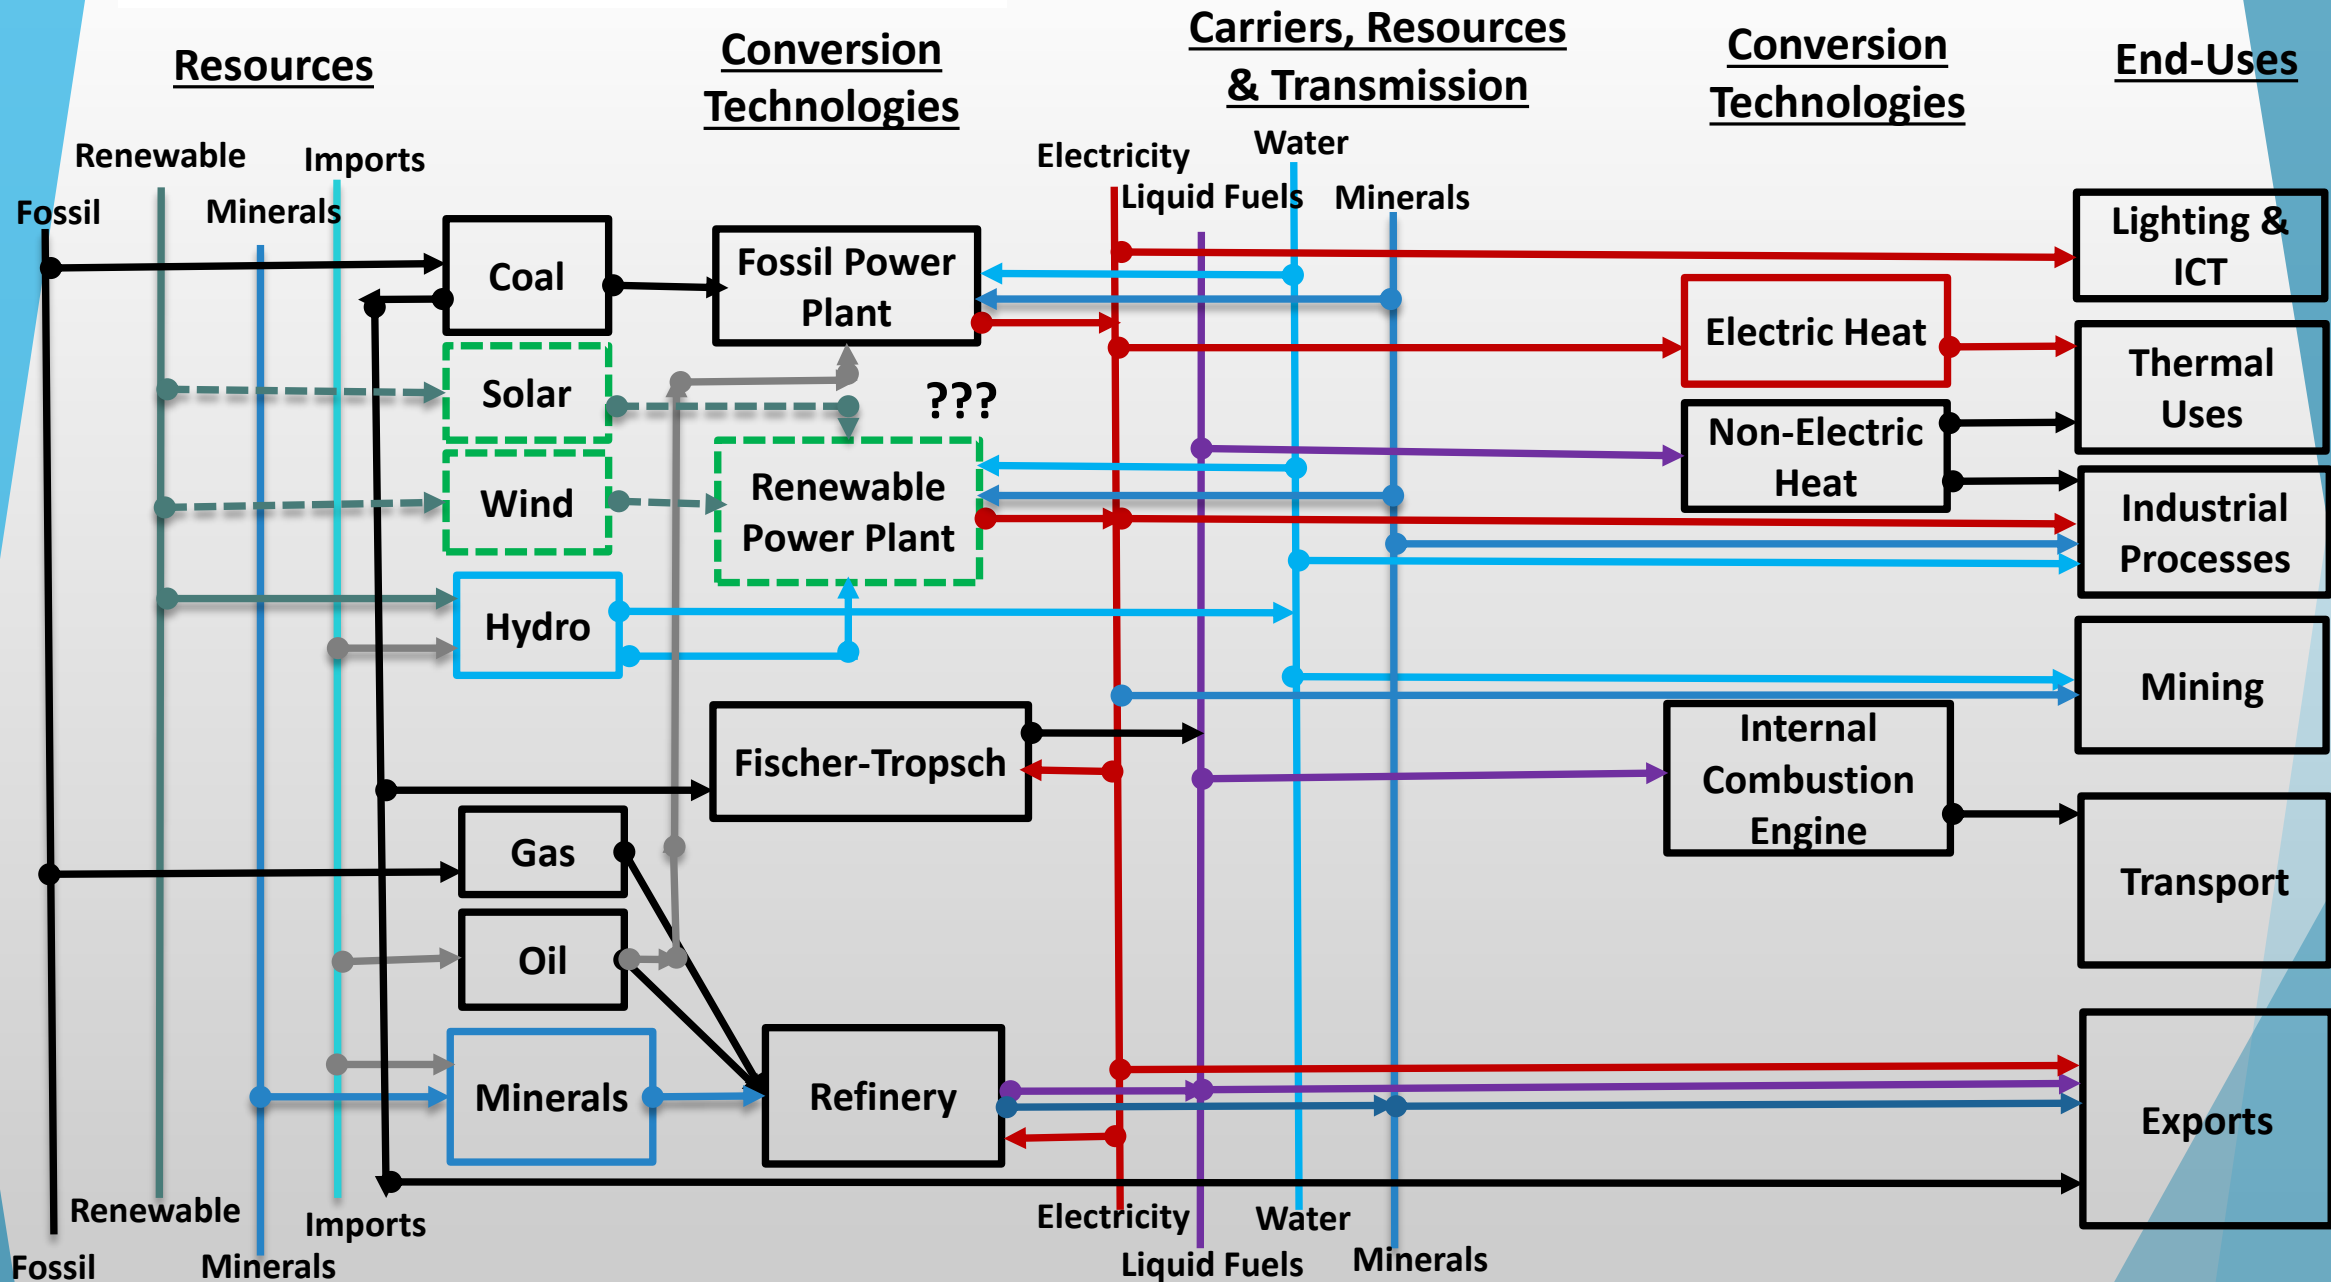 Resources
Conversion
Technologies
Carriers, Resources
& Transmission
Conversion
Technologies
End-Uses
Renewable
Imports
Fossil
Minerals
Electricity
Water
Liquid Fuels
Minerals
Coal
Fossil Power
Plant
Lighting &
ICT
Electric Heat
Thermal
Uses
Solar
???
Non-Electric
Heat
Wind
Renewable
Power Plant
Industrial
Processes
Hydro
Mining
Fischer-Tropsch
Internal
Combustion
Engine
Gas
Transport
Oil
Minerals
Refinery
Exports
Renewable
Imports
Fossil
Minerals
Electricity
Water
Liquid Fuels
Minerals